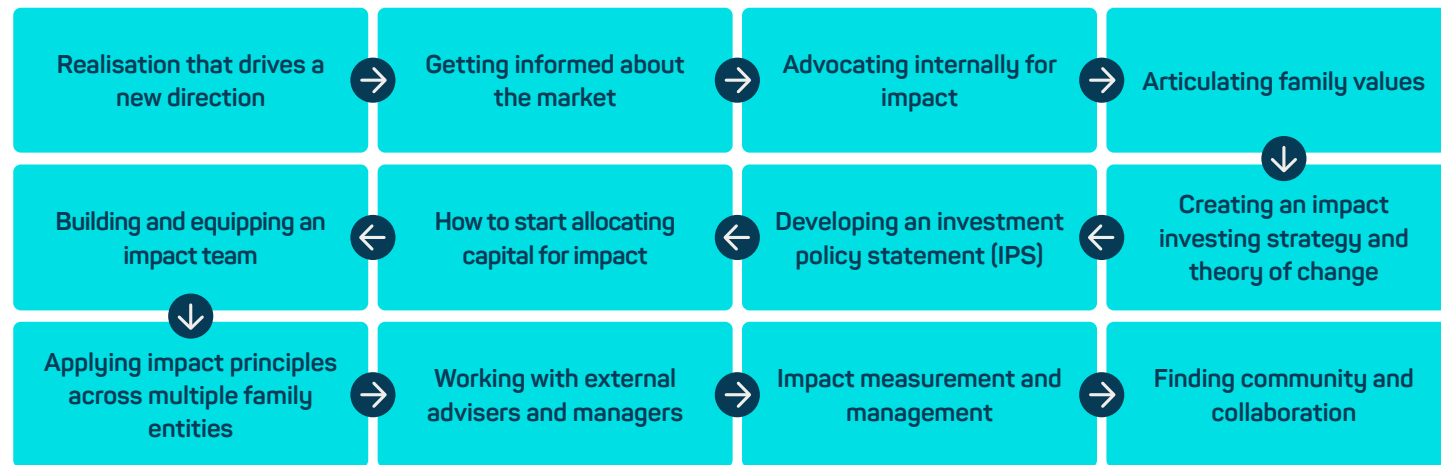 Realisation that drives a
new direction
Getting informed about
the market
Advocating internally for
impact
Articulating family values
Creating an impact
investing strategy and
theory of change
Developing an investment
policy statement (IPS)
How to start allocating
capital for impact
Building and equipping an
impact team
Applying impact principles
across multiple family
entities
Working with external
advisers and managers
Impact measurement and
management
Finding community and
collaboration